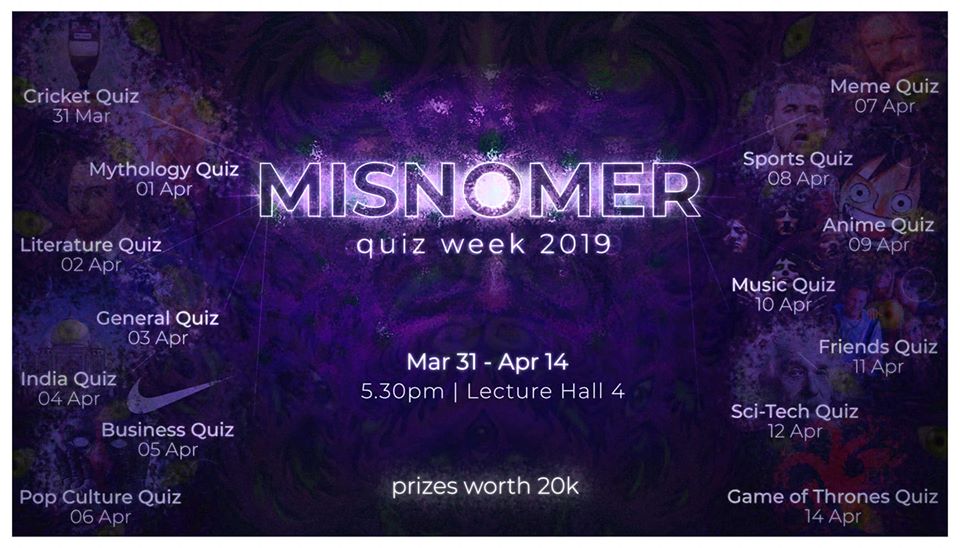 Cricket Quiz
31 Mar
Mythology Quiz
01 Apr
Literature Quiz
02 Apr
General Quiz
03 Apr
India Quiz
04 Apr
Business Quiz
05 Apr
Pop Culture Quiz
06 Apr
MISNOMER
quiz week 2019
Mar 31 - Apr 14
5.30pm | Lecture Hall 4
prizes worth 20k
Meme Quiz
07 Apr
Sports Quiz
08 Apr
Anime Quiz
09 Apr
Music Quiz
10 Apr
Friends Quiz
11 Apr
Sci-Tech Quiz
12 Apr
Game of Thrones Quiz
14 Apr